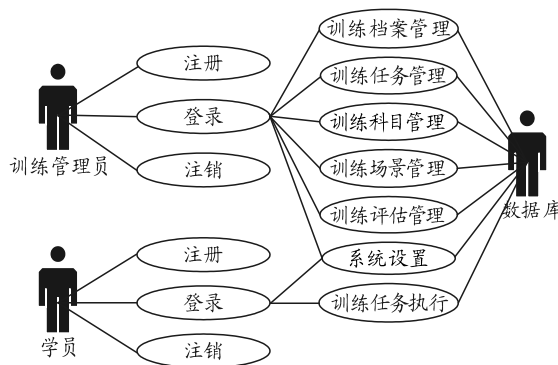 训练档案管理
注册
训练任务管理
登录
训练科目管理
训练管理员
注销
训练场景管理
训练评估管理
数据库
注册
系统设置
登录
训练任务执行
学员
注销